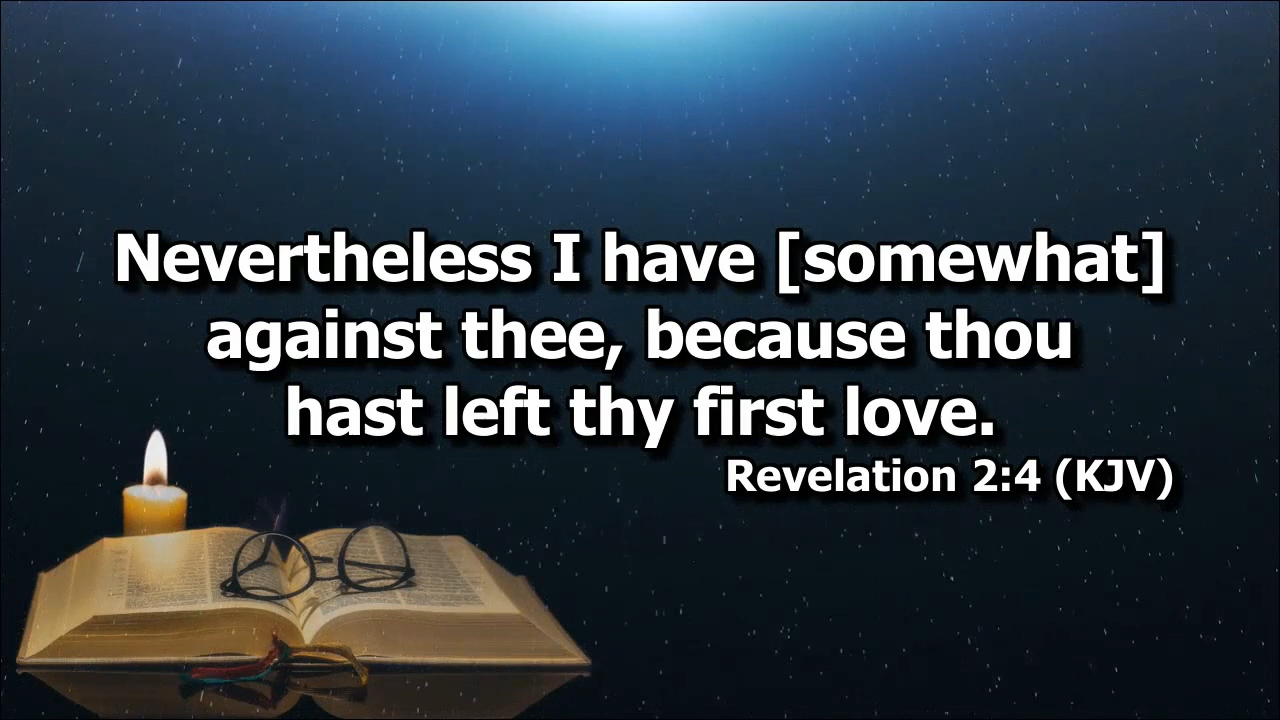 Nevertheless I have [somewhat]
against thee, because thou
hast left thy first love.
Revelation 2:4 (KJV)